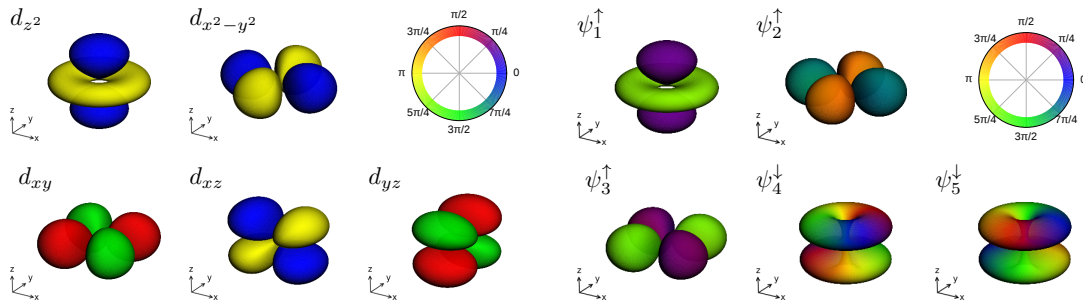 d_{z^2}
d_{x^2-y^2}
π/2
3π/4
π/4
π
0
5π/4
7π/4
3π/2
ψ_1^↑
ψ_2^↑
π/2
3π/4
π/4
π
0
5π/4
7π/4
3π/2
z
y
x
z
y
x
z
y
x
z
y
x
d_{xy}
d_{xz}
d_{yz}
ψ_3^↑
ψ_4^↓
ψ_5^↓
z
y
x
z
y
x
z
y
x
z
y
x
z
y
x
z
y
x